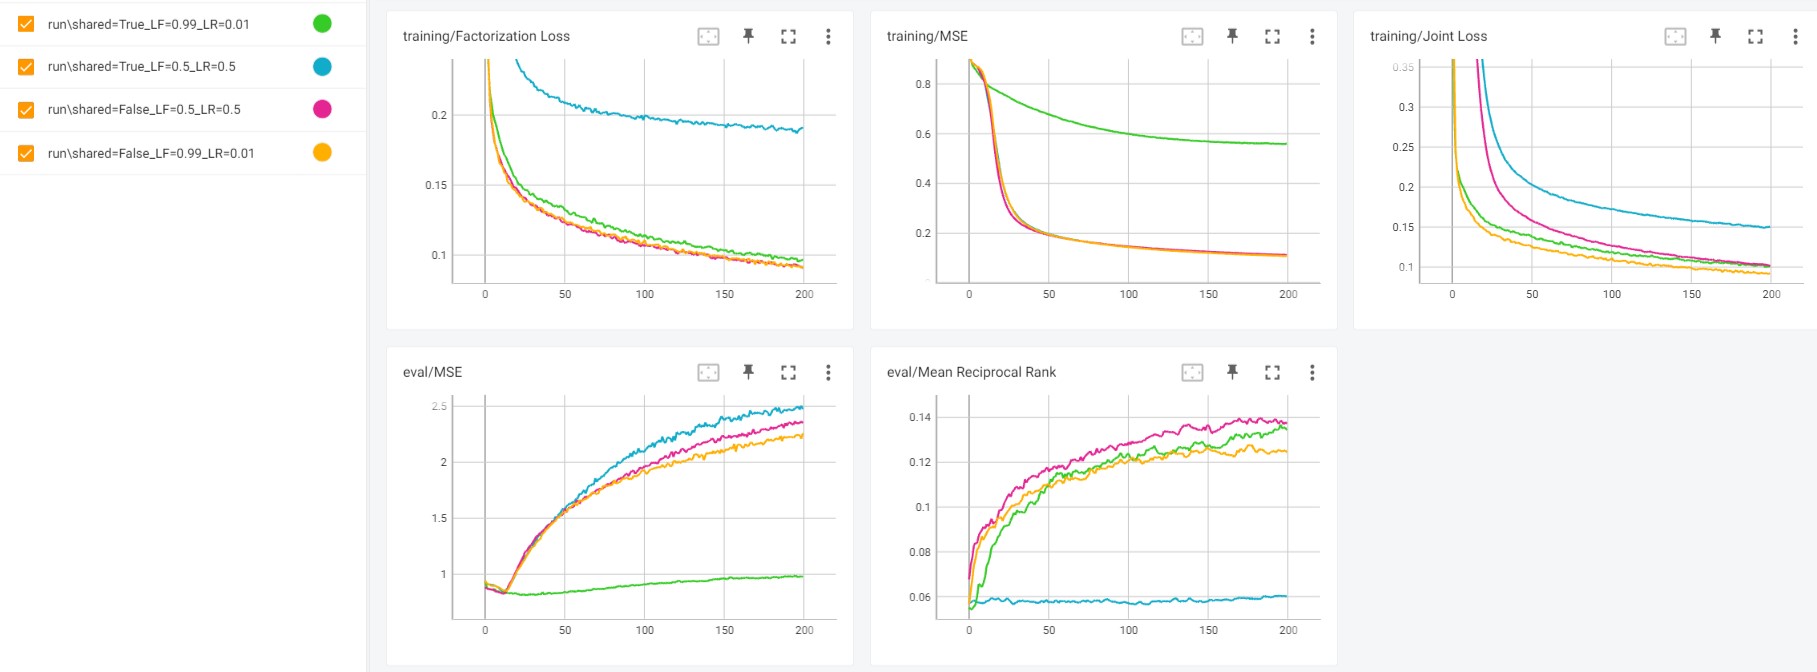 run\shared=True_LF=0.99_LR=0.01
run\shared=True_LF=0.5_LR=0.5
run\shared=False_LF=0.5_LR=0.5
run\shared=False_LF=0.99_LR=0.01
training/Factorization Loss
0.2
0.15
0.1
0 50 100 150 200
training/MSE
0.8
0.6
0.4
0.2
0 50 100 150 200
training/Joint Loss
0.35
0.3
0.25
0.2
0.15
0.1
0 50 100 150 200
eval/MSE
2.5
2
1.5
1
0 50 100 150 200
eval/Mean Reciprocal Rank
0.14
0.12
0.1
0.08
0.06
0 50 100 150 200